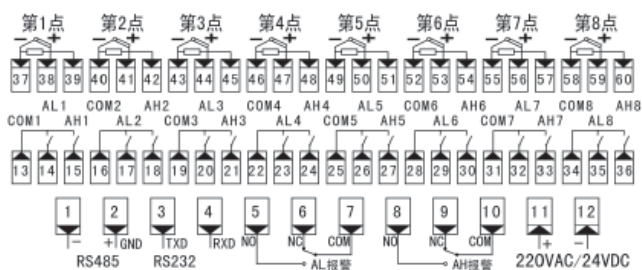 第1点 第2点 第3点 第4点 第5点 第6点 第7点 第8点
− + − + − + − + − + − + − + − +
37 38 39 40 41 42 43 44 45 46 47 48 49 50 51 52 53 54 55 56 57 58 59 60
AL1 COM2 AH2 AL3 COM4 AH4 AL5 COM6 AH6 AL7 COM8 AH8
COM1 AH1 AL2 COM3 AH3 AL4 COM5 AH5 AL6 COM7 AH7 AL8
13 14 15 16 17 18 19 20 21 22 23 24 25 26 27 28 29 30 31 32 33 34 35 36
1 2 3 4 5 6 7 8 9 10 11 12
− + GND TXD RXD NO NC COM NO NC COM + −
RS485 RS232 AL报警 AH报警 220VAC/24VDC